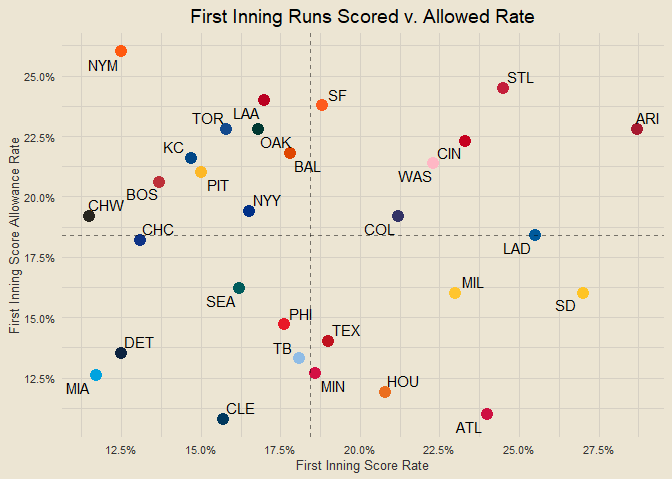 First Inning Runs Scored v. Allowed Rate
NYM
25.0%
STL
SF
LAA
TOR
ARI
22.5%
KC
OAK
CIN
BAL
WAS
PIT
BOS
20.0%
CHW
NYY
CHC
COL
LAD
17.5%
SEA
MIL
SD
15.0%
PHI
TEX
DET
TB
12.5%
MIA
MIN
HOU
CLE
ATL
First Inning Score Allowance Rate
12.5%
15.0%
17.5%
20.0%
22.5%
25.0%
27.5%
First Inning Score Rate